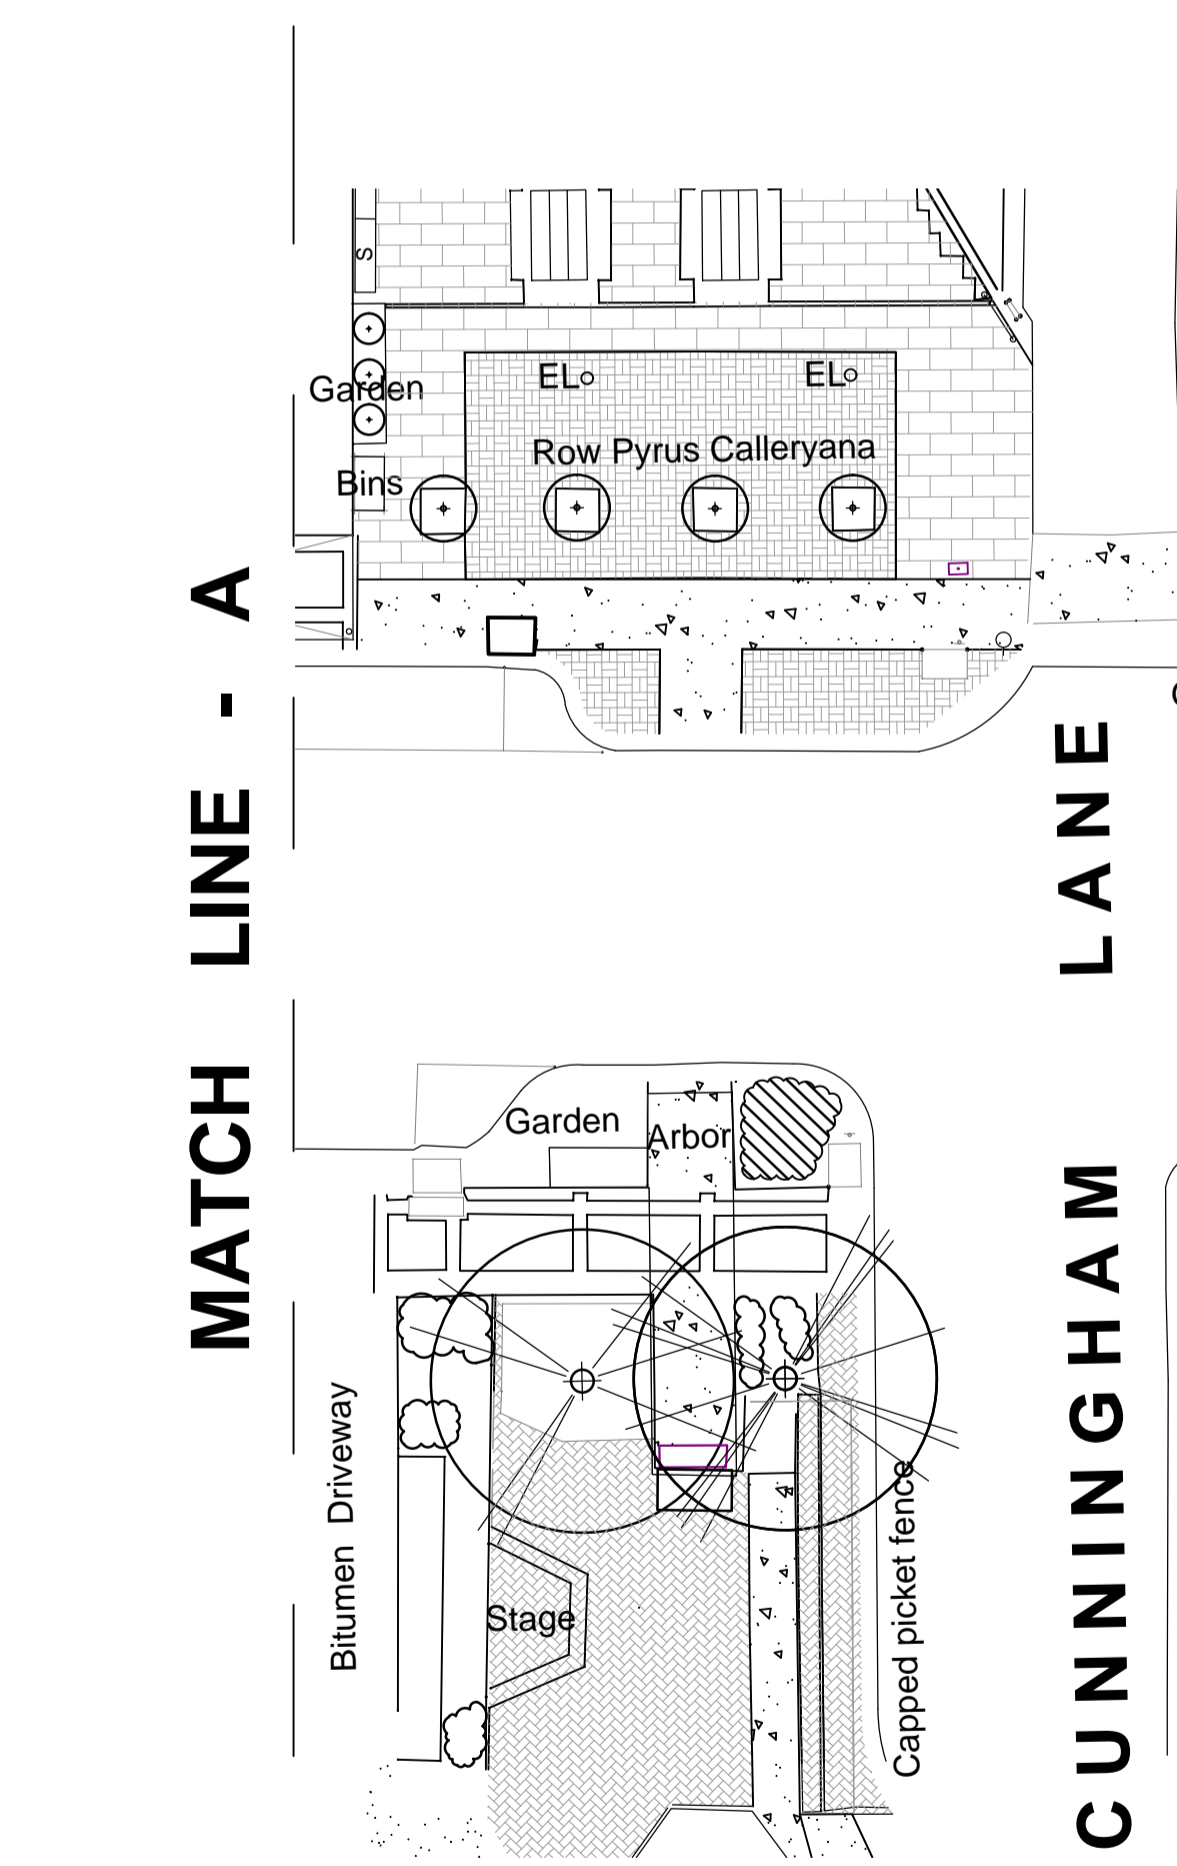 S
Garden
EL
EL
Row Pyrus Calleryana
Bins
MATCH LINE - A
CUNNINGHAM LANE
Garden
Arbor
Bitumen Driveway
Stage
Capped picket fence